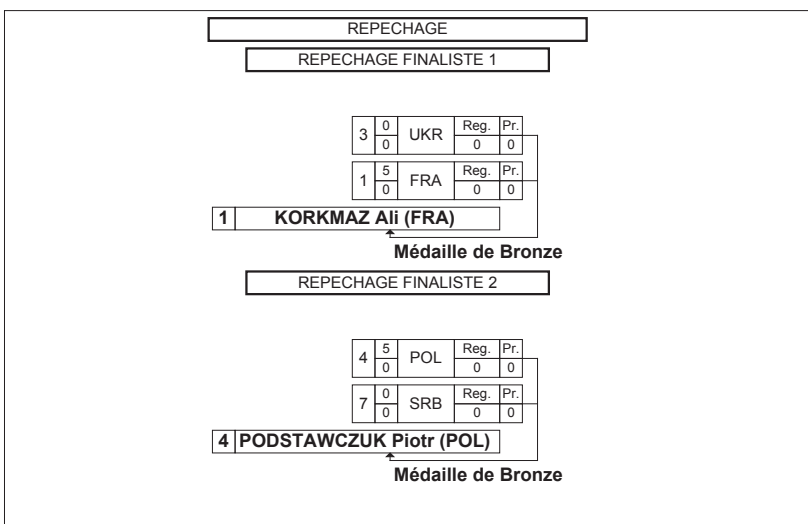 REPECHAGE
REPECHAGE FINALISTE 1
3 0 UKR Reg. Pr.
0 0 0
1 5 FRA Reg. Pr.
0 0 0
1 KORKMAZ Ali (FRA)
Médaille de Bronze
REPECHAGE FINALISTE 2
4 5 POL Reg. Pr.
0 0 0
7 0 SRB Reg. Pr.
0 0 0
4 PODSTAWCZUK Piotr (POL)
Médaille de Bronze